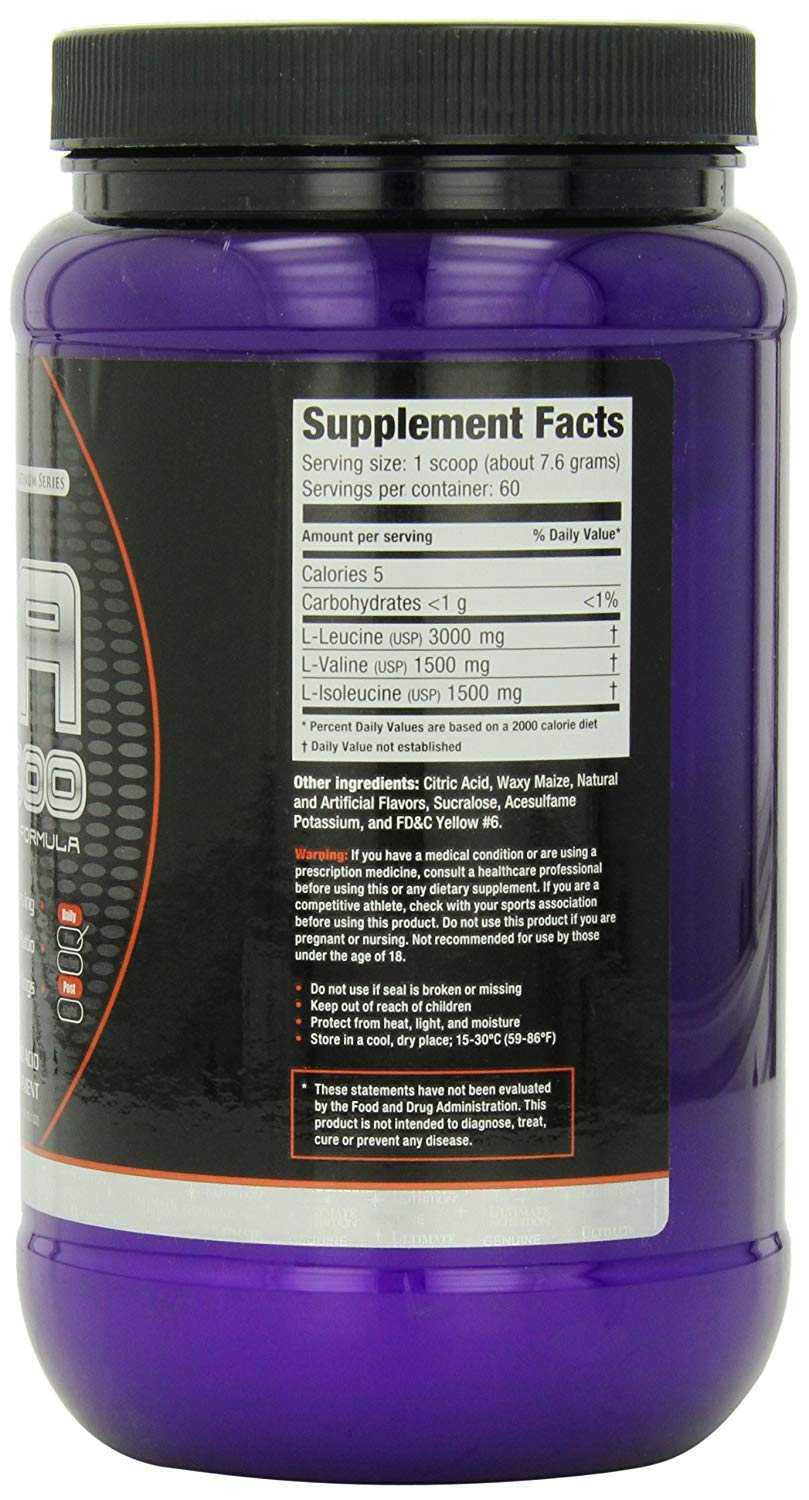 Supplement Facts
Serving size: 1 scoop (about 7.6 grams)
Servings per container: 60
Amount per serving % Daily Value*
Calories 5
Carbohydrates <1 g <1%
L-Leucine (USP) 3000 mg †
L-Valine (USP) 1500 mg †
L-Isoleucine (USP) 1500 mg †
* Percent Daily Values are based on a 2000 calorie diet
† Daily Value not established
Other ingredients: Citric Acid, Waxy Maize, Natural
and Artificial Flavors, Sucralose, Acesulfame
Potassium, and FD&C Yellow #6.
Warning: If you have a medical condition or are using a
prescription medicine, consult a healthcare professional
before using this or any dietary supplement. If you are a
competitive athlete, check with your sports association
before using this product. Do not use this product if you are
pregnant or nursing. Not recommended for use by those
under the age of 18.
• Do not use if seal is broken or missing
• Keep out of reach of children
• Protect from heat, light, and moisture
• Store in a cool, dry place; 15-30ºC (59-86ºF)
* These statements have not been evaluated
by the Food and Drug Administration. This
product is not intended to diagnose, treat,
cure or prevent any disease.
Series
A
00
Formula
Daily
Post
Ultimate
Nutrition
Ultimate
Genuine